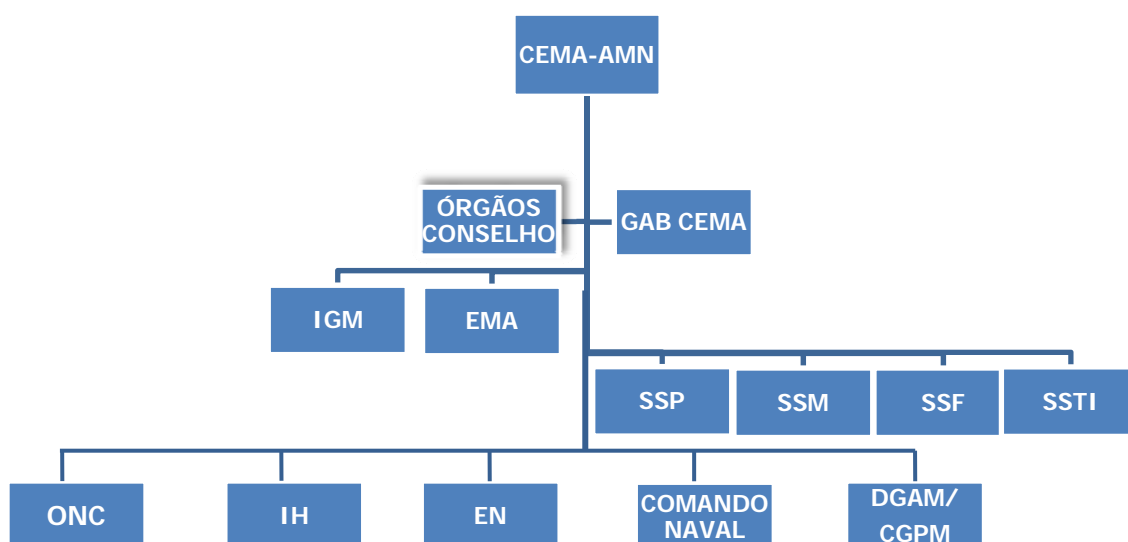 CEMA-AMN
ÓRGÃOS
CONSELHO
GAB CEMA
IGM
EMA
SSP
SSM
SSF
SSTI
ONC
IH
EN
COMANDO
NAVAL
DGAM/
CGPM